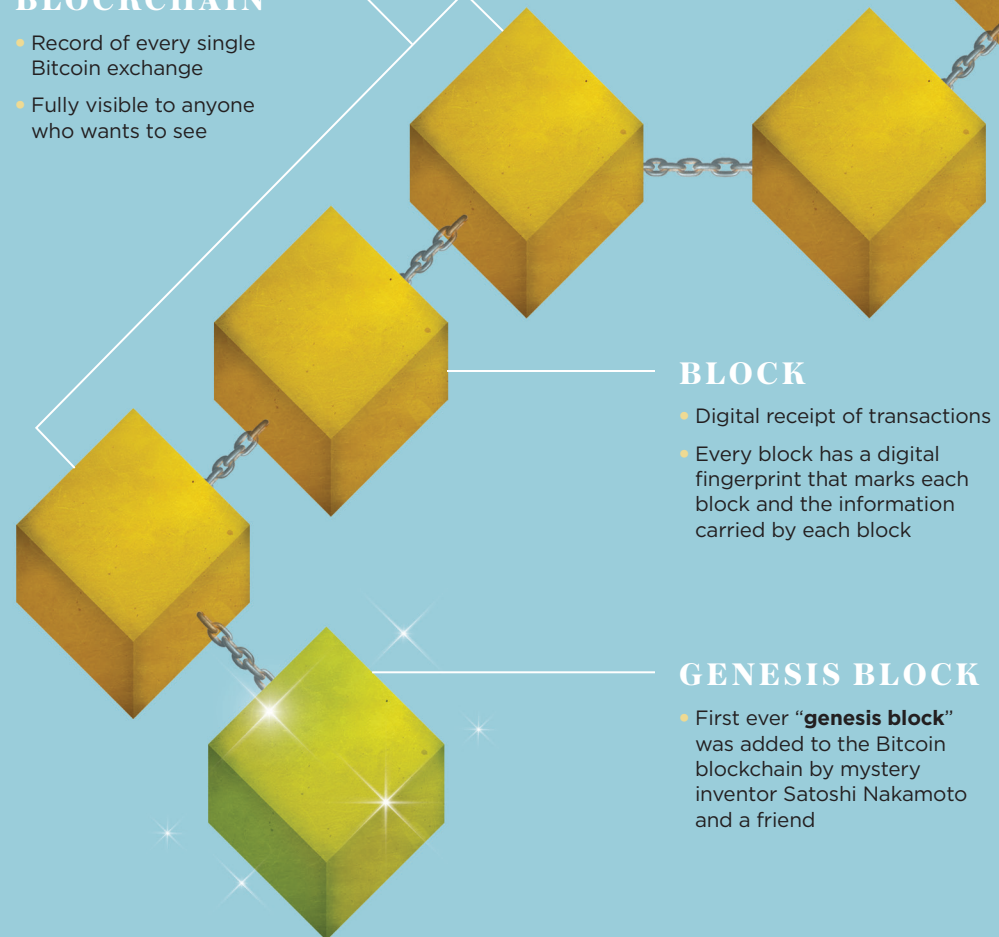 BLOCKCHAIN
• Record of every single
Bitcoin exchange
• Fully visible to anyone
who wants to see
BLOCK
• Digital receipt of transactions
• Every block has a digital
fingerprint that marks each
block and the information
carried by each block
GENESIS BLOCK
• First ever “genesis block”
was added to the Bitcoin
blockchain by mystery
inventor Satoshi Nakamoto
and a friend